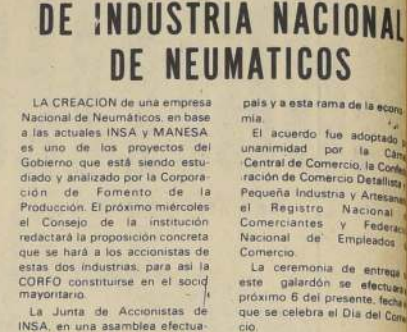 DE INDUSTRIA NACIONAL
DE NEUMATICOS
LA CREACION de una empresa
Nacional de Neumáticos, en base
a las actuales INSA y MANESA
es uno de los proyectos del
Gobierno que está siendo estu-
diado y analizado por la Corpora-
ción de Fomento de la
Producción. El próximo miércoles
el Consejo de la institución
redactará la proposición concreta
que se hará a los accionistas de
estas dos industrias, para así la
CORFO constituirse en el socio
mayoritario.
La Junta de Accionistas de
INSA, en una asamblea efectua-
país y a esta rama de la econo-
mía.
El acuerdo fue adoptado
unanimidad por la
Central de Comercio, la
ración de Comercio Detallista
Pequeña Industria y
el Registro Nacional
Comerciantes y
Nacional de Empleados
Comercio.
La ceremonia de entrega
este galardón se
próximo 6 del presente, fecha
que se celebra el Día del
cio.